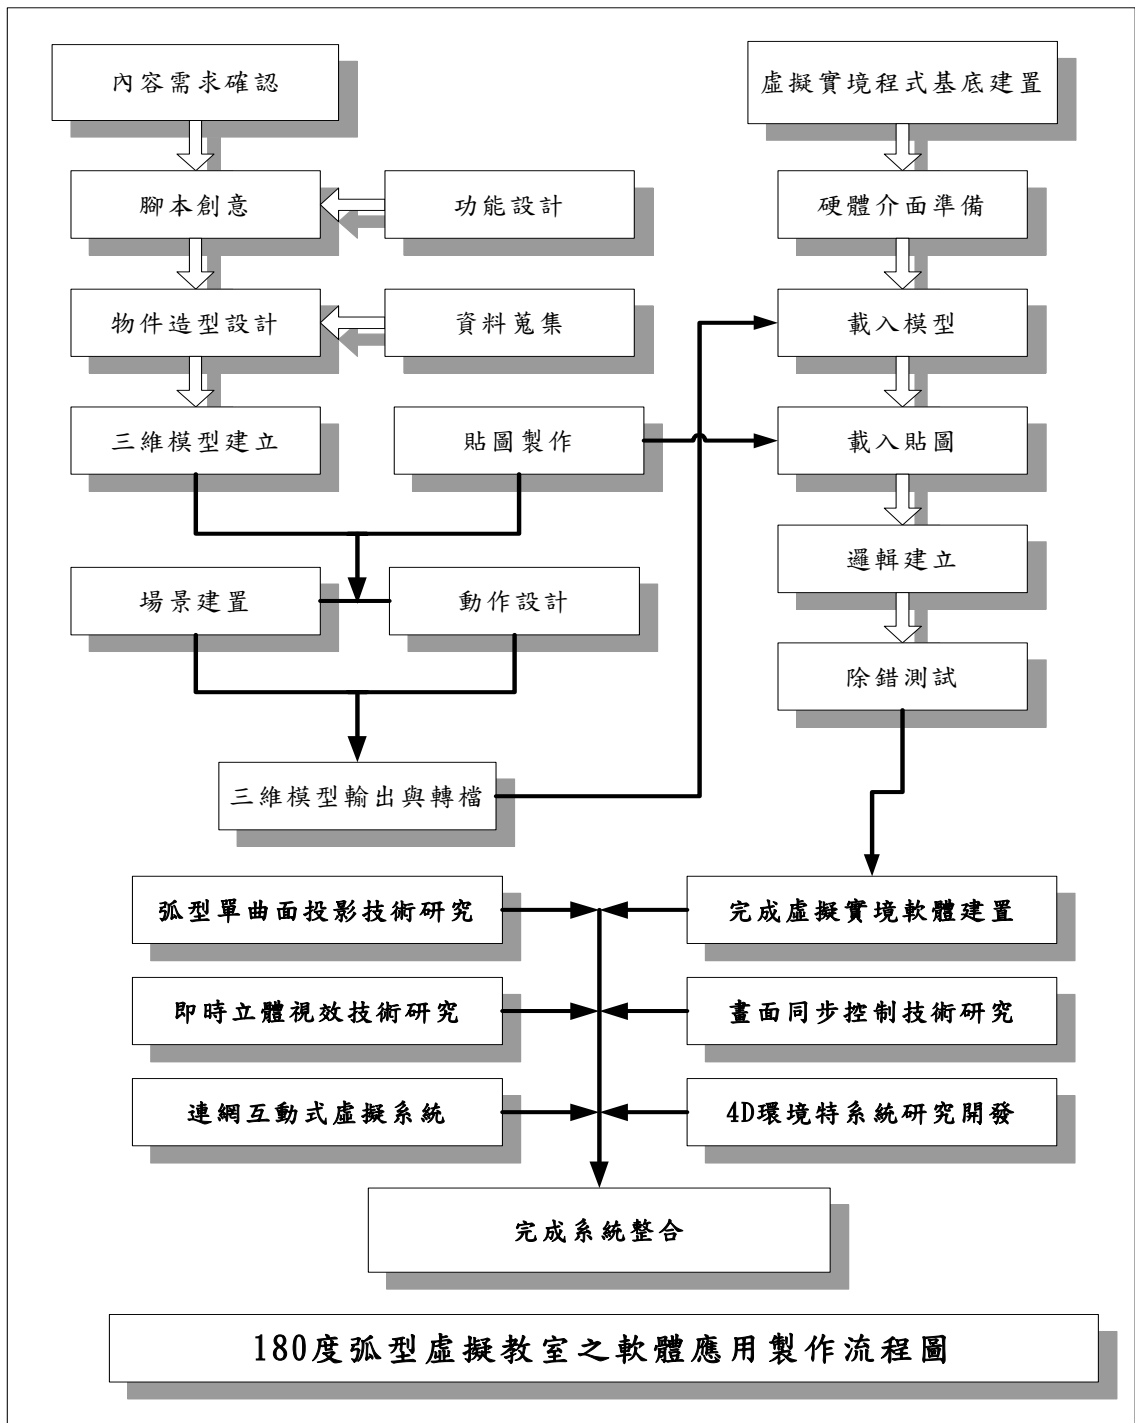 內容需求確認
虛擬實境程式基底建置
腳本創意
功能設計
硬體介面準備
物件造型設計
資料蒐集
載入模型
三維模型建立
貼圖製作
載入貼圖
邏輯建立
場景建置
動作設計
除錯測試
三維模型輸出與轉檔
弧型單曲面投影技術研究
完成虛擬實境軟體建置
即時立體視效技術研究
畫面同步控制技術研究
連網互動式虛擬系統
4D環境特系統研究開發
完成系統整合
180度弧型虛擬教室之軟體應用製作流程圖